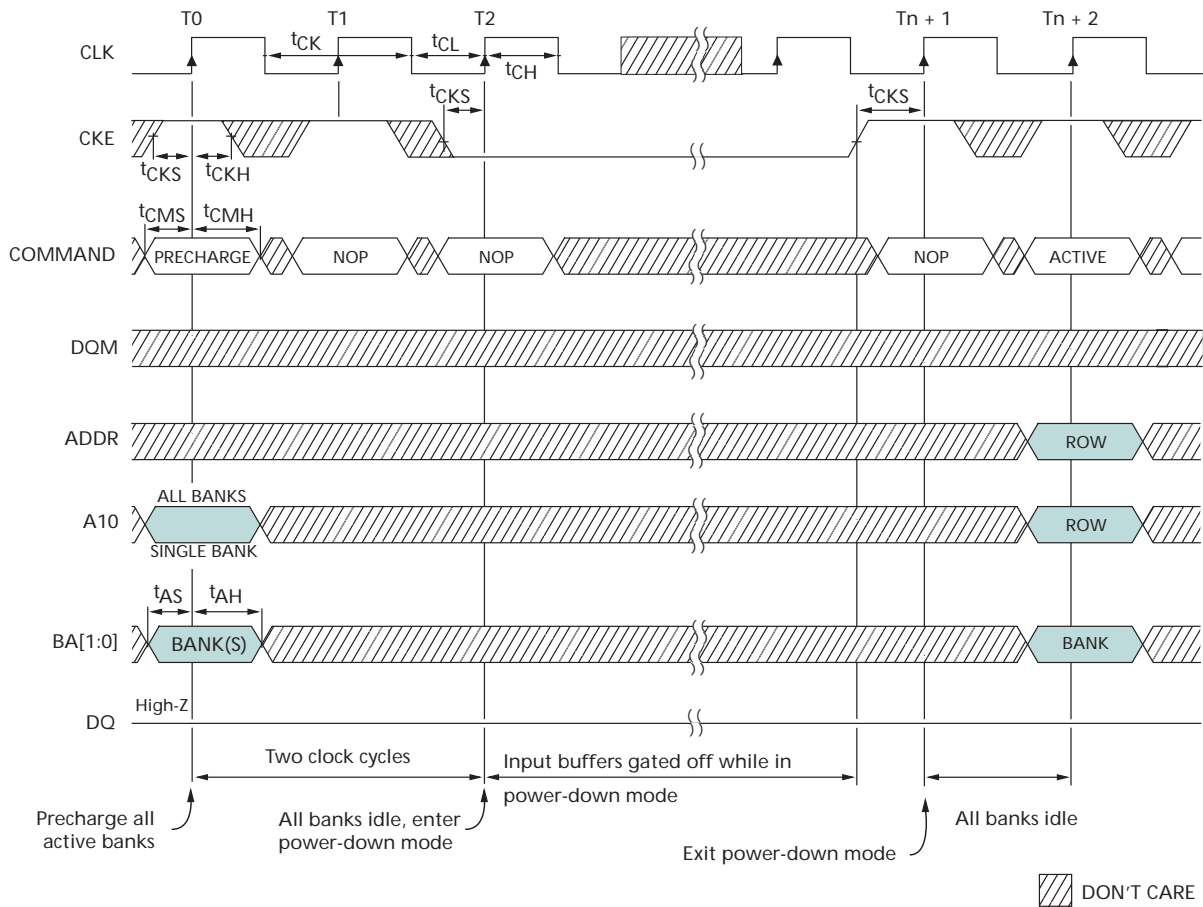 T0 T1 T2 Tn + 1 Tn + 2
CLK
tCK tCL
tCH
tCKS tCKS
CKE
tCKS tCKH
tCMS tCMH
COMMAND PRECHARGE NOP NOP NOP ACTIVE
DQM
ADDR ROW
ALL BANKS
A10 ROW
SINGLE BANK
tAS tAH
BA[1:0] BANK(S) BANK
High-Z
DQ
Two clock cycles
Input buffers gated off while in
power-down mode
Precharge all
active banks
All banks idle, enter
power-down mode
Exit power-down mode
All banks idle
DON'T CARE